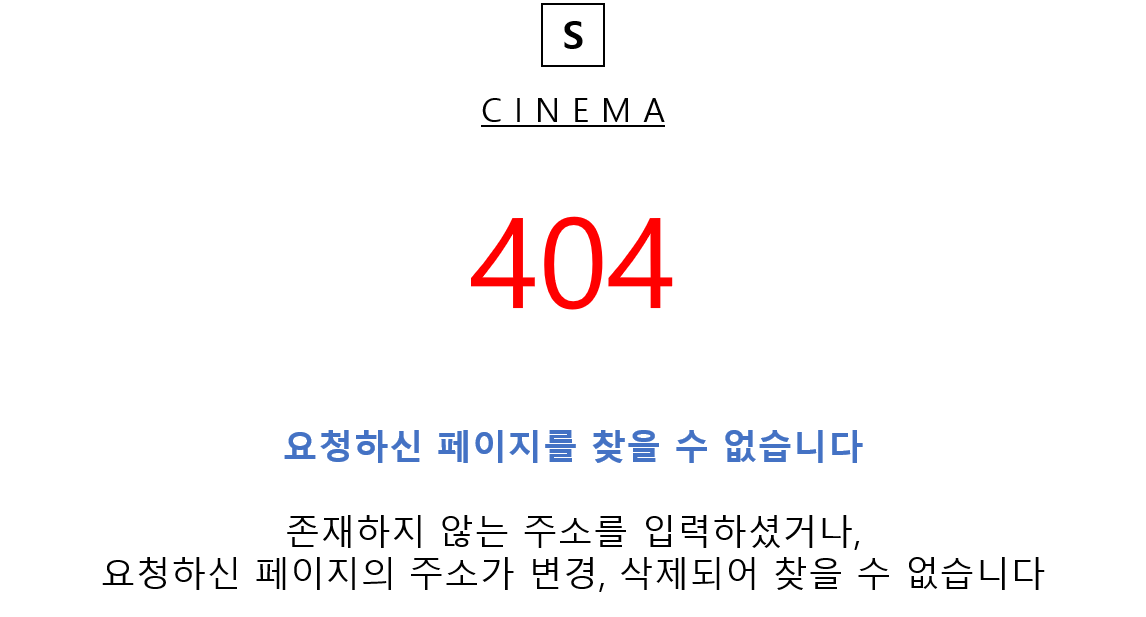 S
CINEMA
404
요청하신 페이지를 찾을 수 없습니다
존재하지 않는 주소를 입력하셨거나,
요청하신 페이지의 주소가 변경, 삭제되어 찾을 수 없습니다